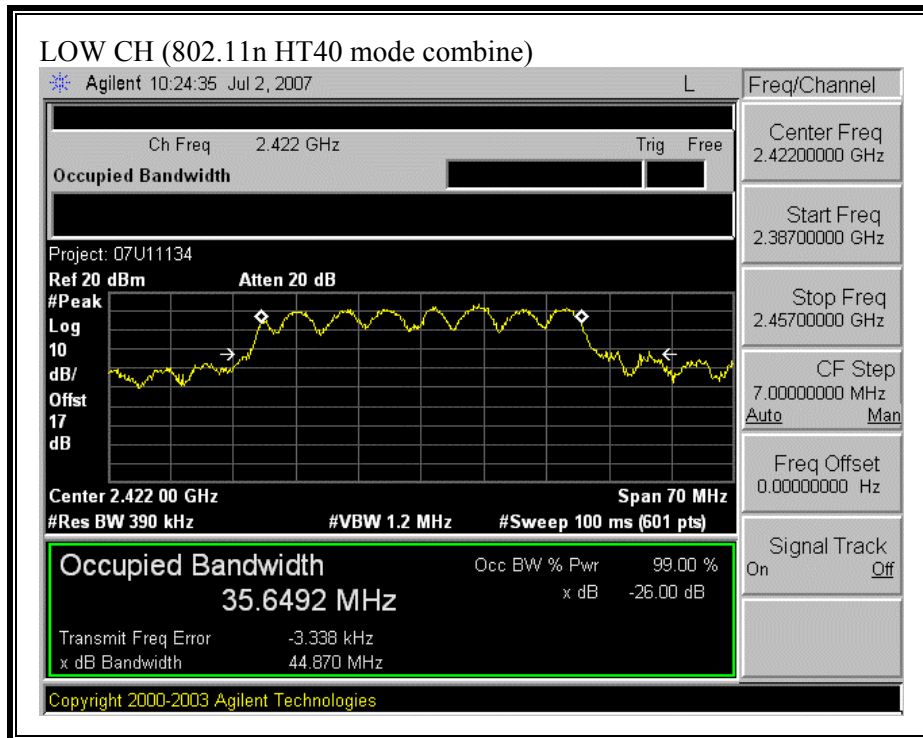 LOW CH (802.11n HT40 mode combine)
Agilent 10:24:35 Jul 2, 2007 L
Freq/Channel
Ch Freq 2.422 GHz Trig Free
Occupied Bandwidth
Center Freq
2.42200000 GHz
Start Freq
2.38700000 GHz
Stop Freq
2.45700000 GHz
CF Step
7.00000000 MHz
Auto Man
Freq Offset
0.00000000 Hz
Signal Track
On Off
Project: 07U11134
Ref 20 dBm Atten 20 dB
#Peak
Log
10
dB/
Offst
17
dB
Center 2.422 00 GHz Span 70 MHz
#Res BW 390 kHz #VBW 1.2 MHz #Sweep 100 ms (601 pts)
Occupied Bandwidth
35.6492 MHz
Occ BW % Pwr 99.00 %
x dB -26.00 dB
Transmit Freq Error -3.338 kHz
x dB Bandwidth 44.870 MHz
Copyright 2000-2003 Agilent Technologies